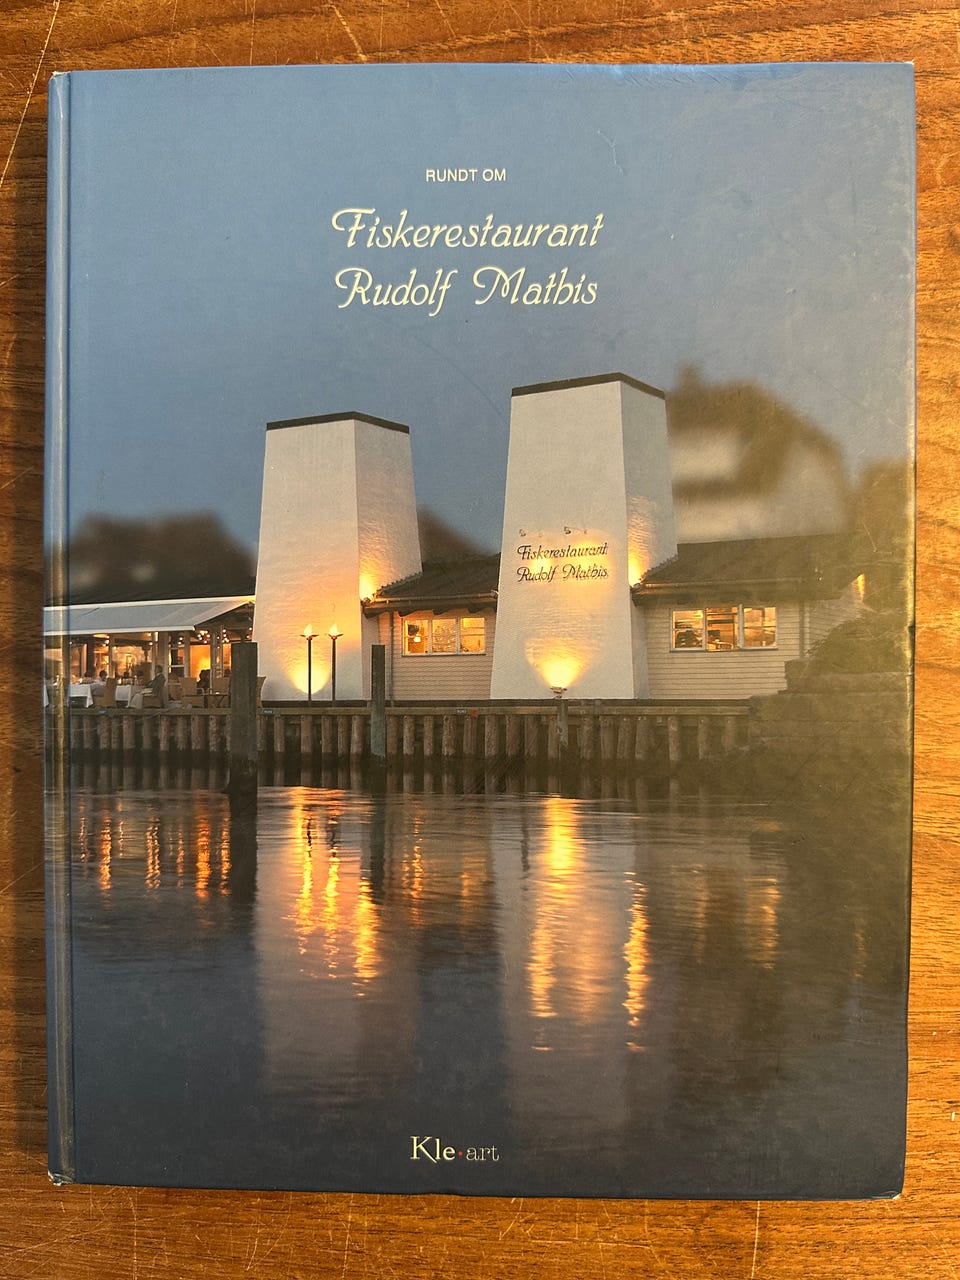 RUNDT OM
Fiskerestaurant
Rudolf Mathis
Fiskerestaurant
Rudolf Mathis
Kle•art